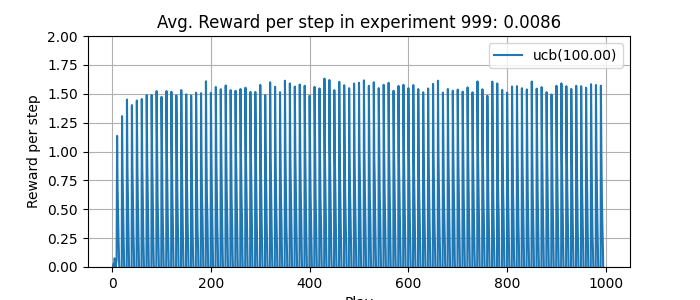 Avg. Reward per step in experiment 999: 0.0086
ucb(100.00)
Reward per step
2.00
1.75
1.50
1.25
1.00
0.75
0.50
0.25
0.00
0 200 400 600 800 1000
Play